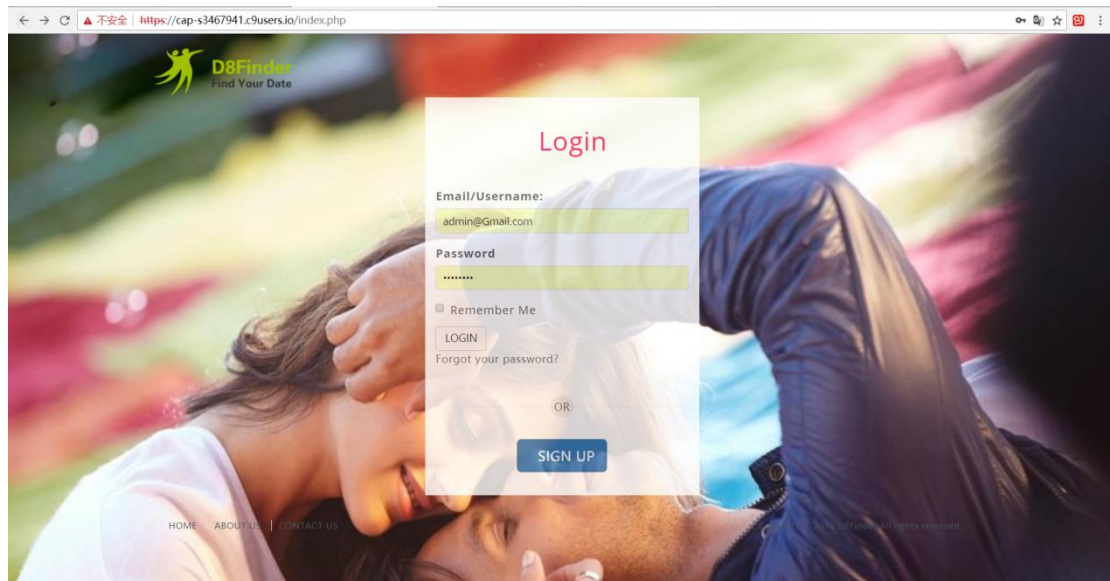 不安全 | https://cap-s3467941.c9users.io/index.php
D8Finder
Find Your Date
Login
Email/Username:
admin@Gmail.com
Password
••••••••
Remember Me
LOGIN
Forgot your password?
OR
SIGN UP
HOME ABOUT US | CONTACT US
D8Finder All rights reserved.